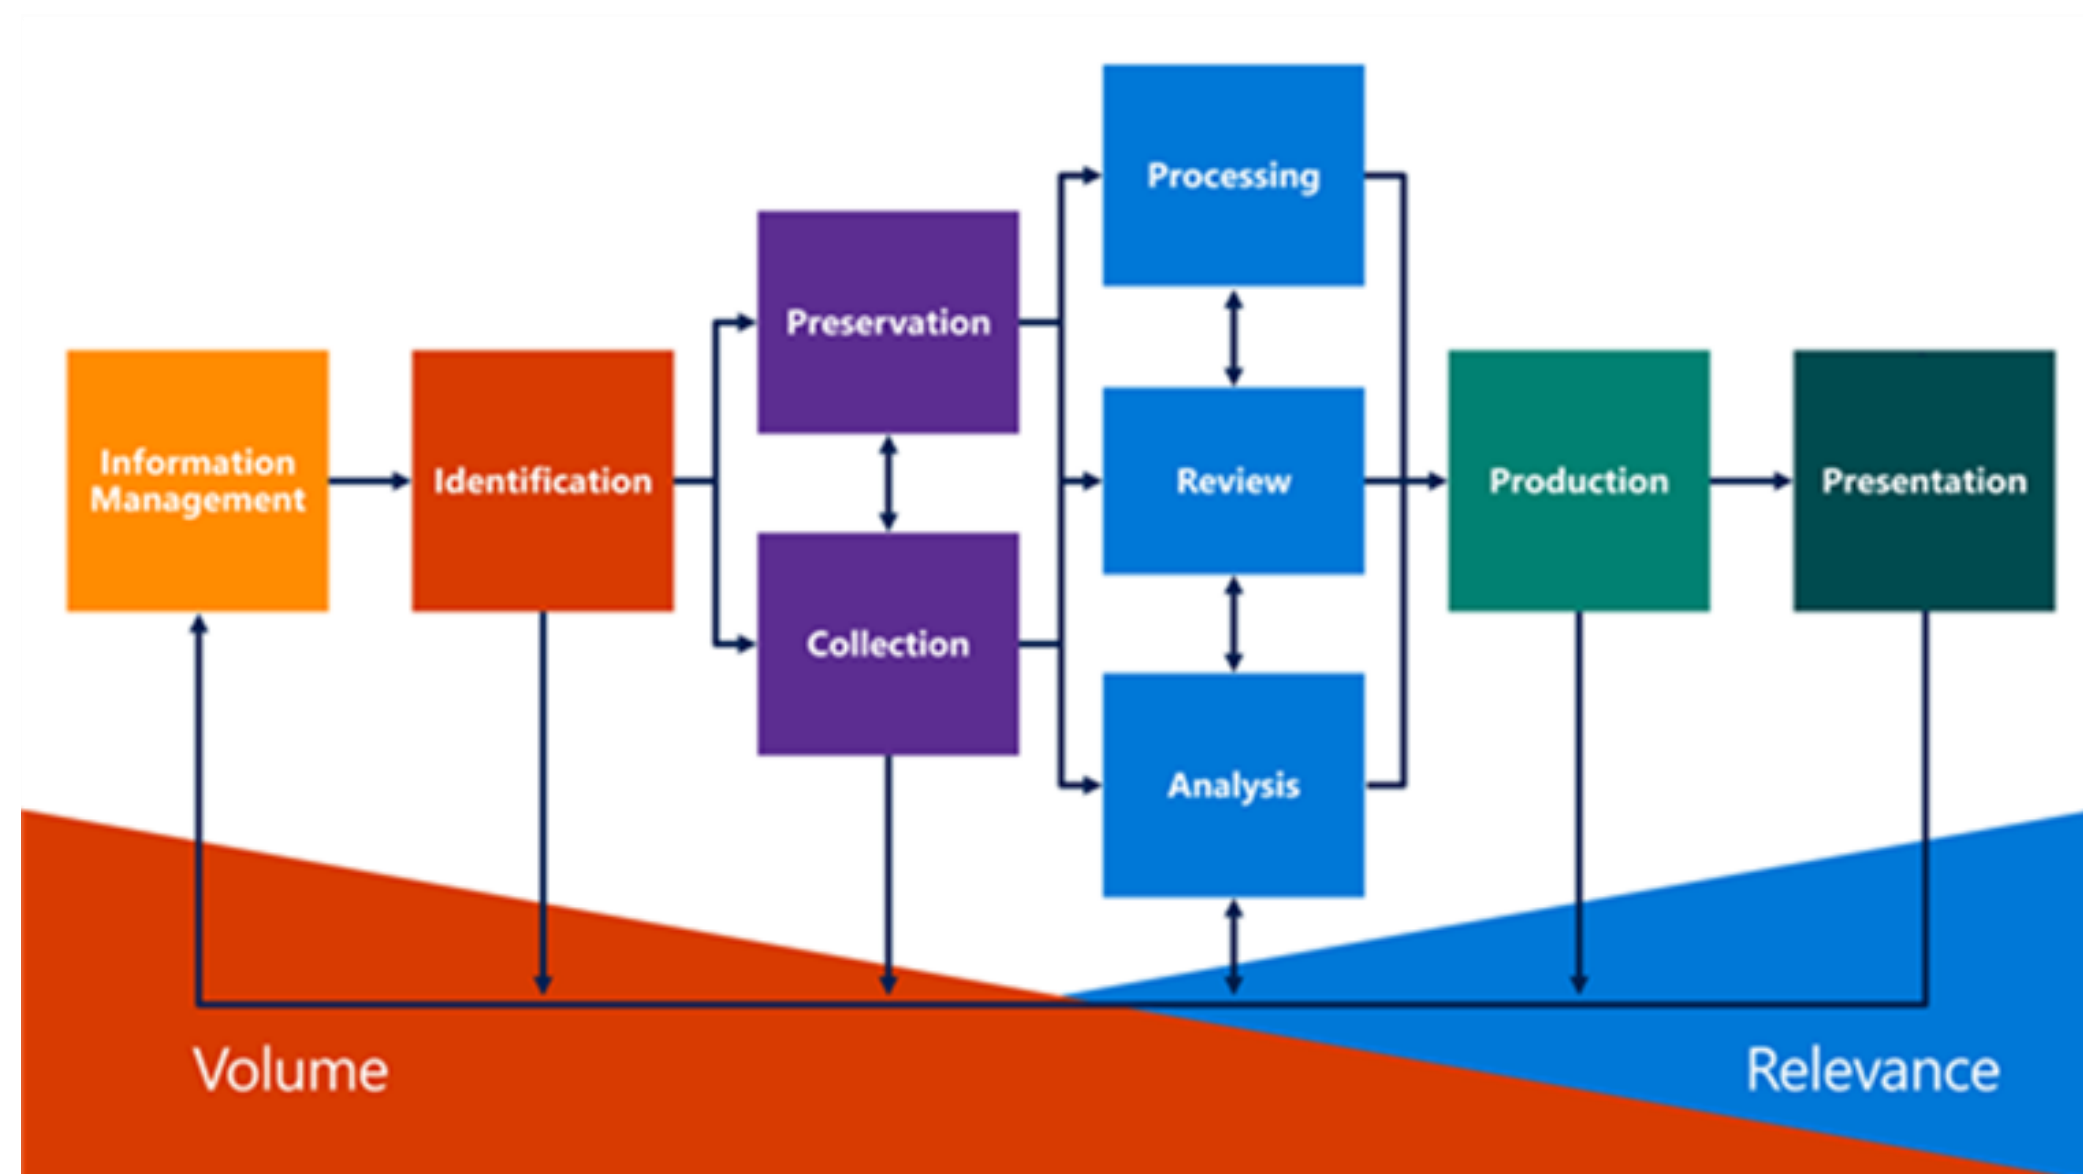 Information
Management
Identification
Preservation
Collection
Processing
Review
Analysis
Production
Presentation
Volume
Relevance